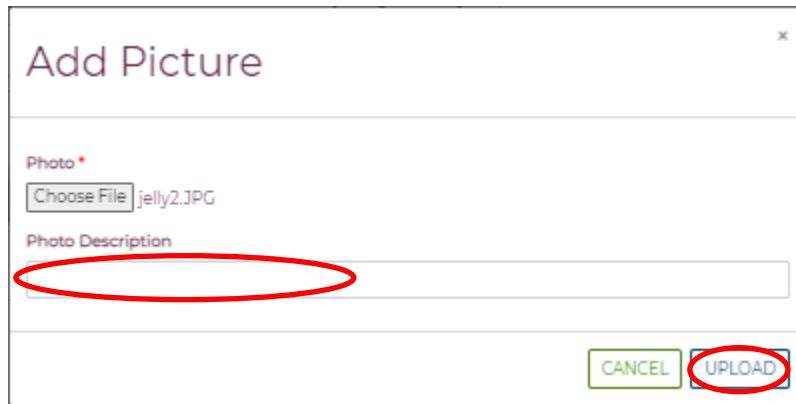 ×
Add Picture
Photo *
Choose File jelly2.JPG
Photo Description
CANCEL UPLOAD